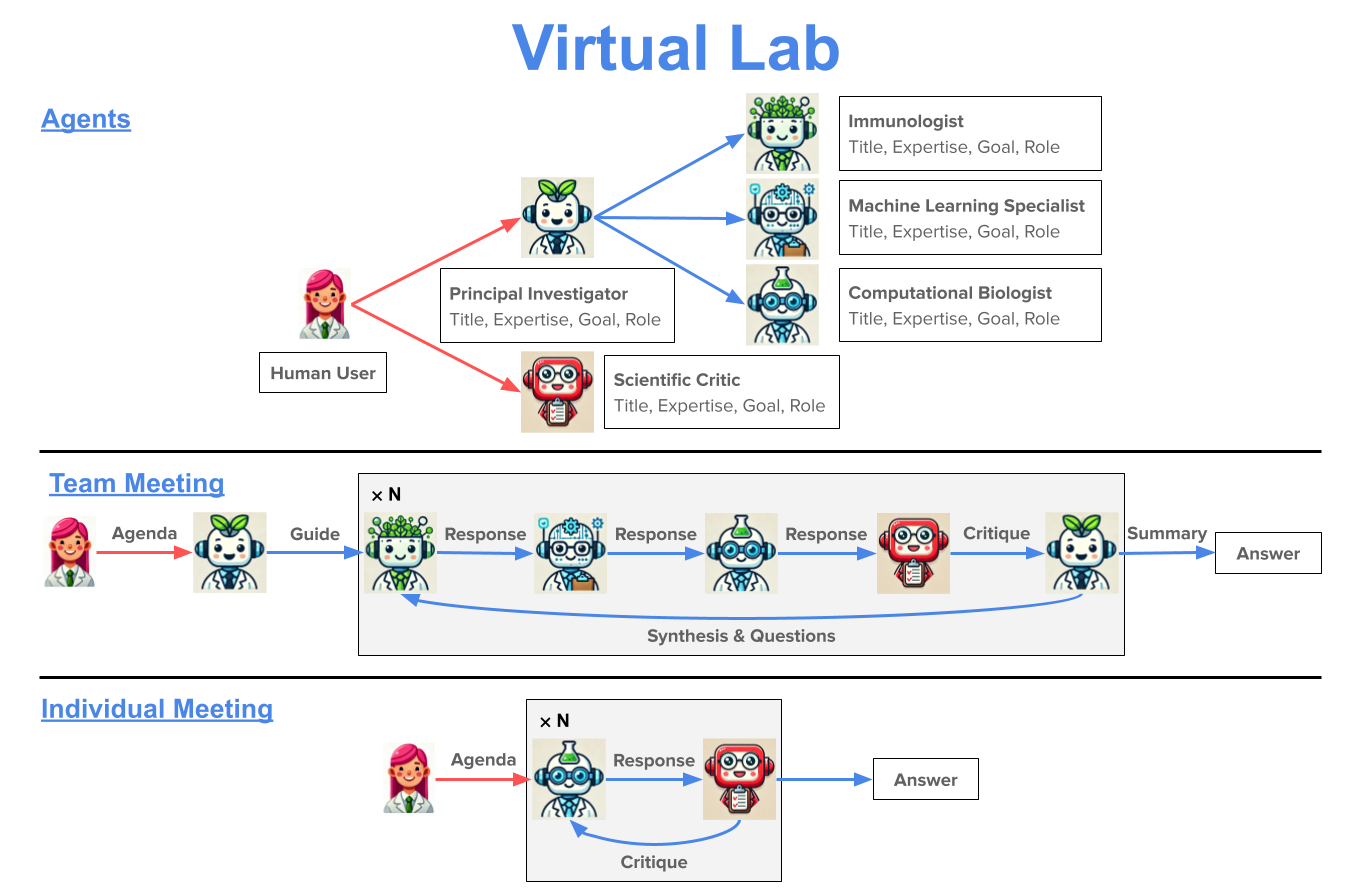 Virtual Lab
Agents
Immunologist
Title, Expertise, Goal, Role
Machine Learning Specialist
Title, Expertise, Goal, Role
Principal Investigator
Title, Expertise, Goal, Role
Computational Biologist
Title, Expertise, Goal, Role
Human User
Scientific Critic
Title, Expertise, Goal, Role
Team Meeting
× N
Agenda
Guide
Response
Response
Response
Critique
Summary
Answer
Synthesis & Questions
Individual Meeting
× N
Agenda
Response
Answer
Critique